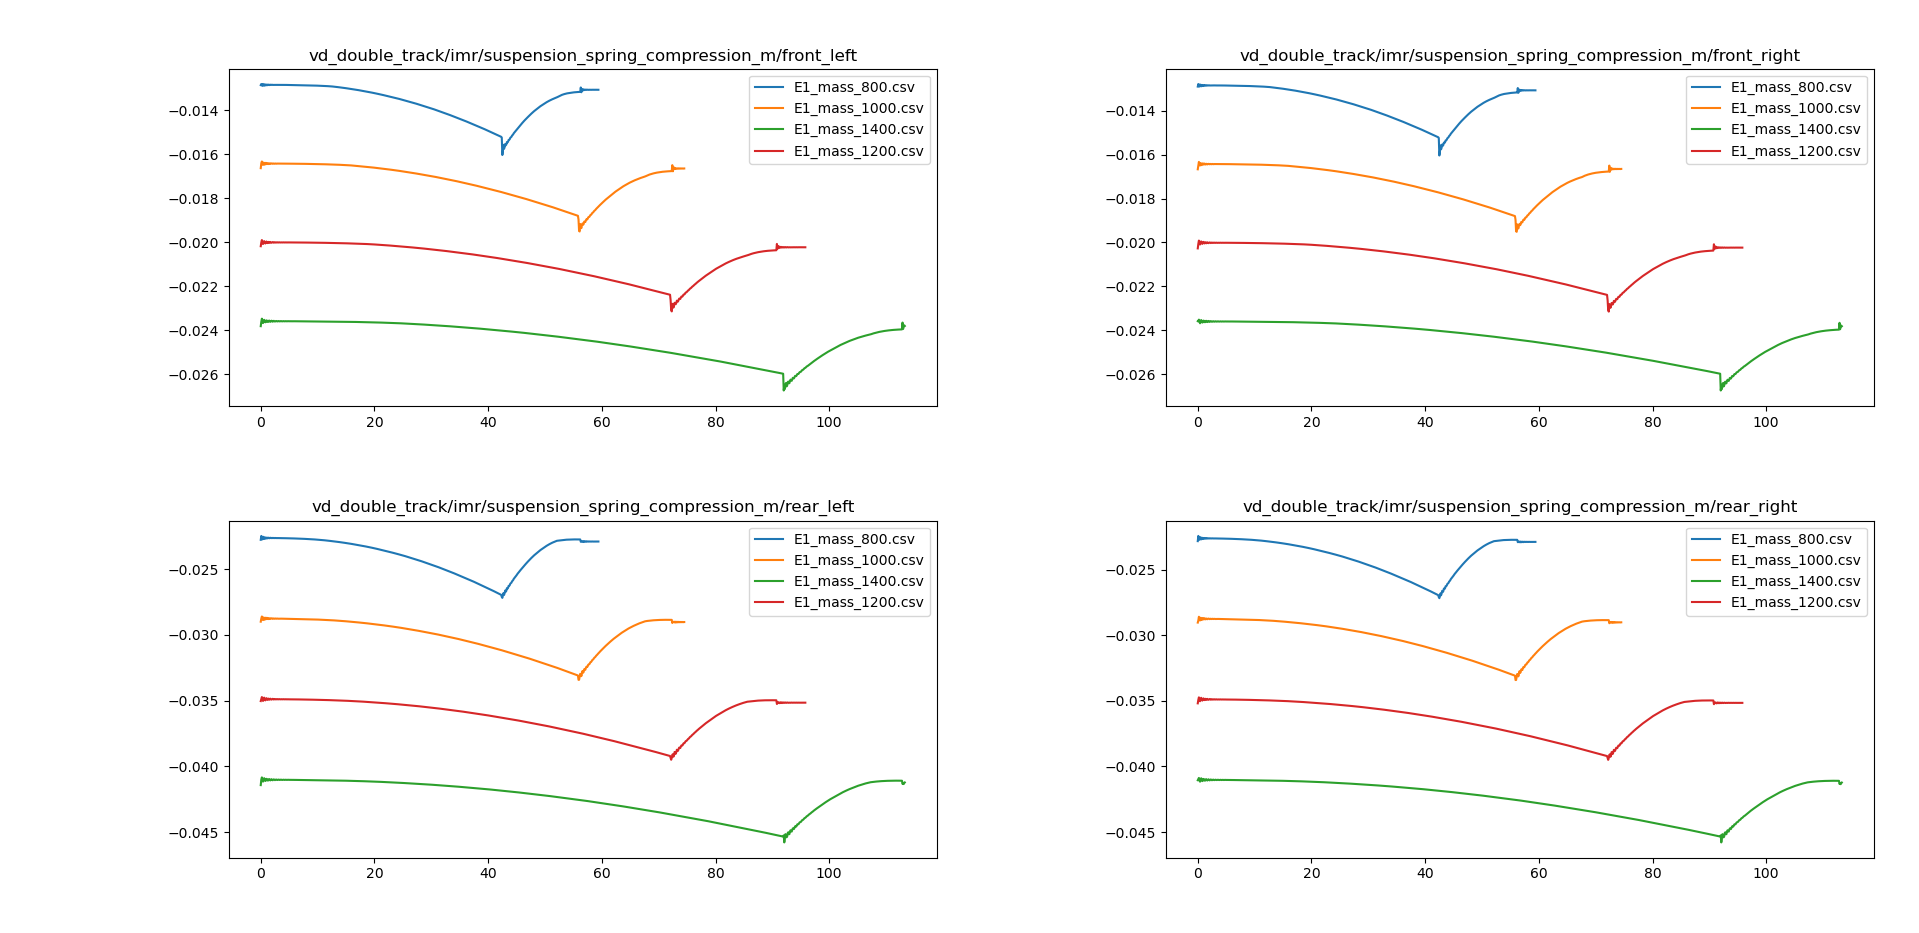 vd_double_track/imr/suspension_spring_compression_m/front_left
E1_mass_800.csv
E1_mass_1000.csv
E1_mass_1400.csv
E1_mass_1200.csv
−0.014
−0.016
−0.018
−0.020
−0.022
−0.024
−0.026
0 20 40 60 80 100
vd_double_track/imr/suspension_spring_compression_m/front_right
E1_mass_800.csv
E1_mass_1000.csv
E1_mass_1400.csv
E1_mass_1200.csv
−0.014
−0.016
−0.018
−0.020
−0.022
−0.024
−0.026
0 20 40 60 80 100
vd_double_track/imr/suspension_spring_compression_m/rear_left
E1_mass_800.csv
E1_mass_1000.csv
E1_mass_1400.csv
E1_mass_1200.csv
−0.025
−0.030
−0.035
−0.040
−0.045
0 20 40 60 80 100
vd_double_track/imr/suspension_spring_compression_m/rear_right
E1_mass_800.csv
E1_mass_1000.csv
E1_mass_1400.csv
E1_mass_1200.csv
−0.025
−0.030
−0.035
−0.040
−0.045
0 20 40 60 80 100